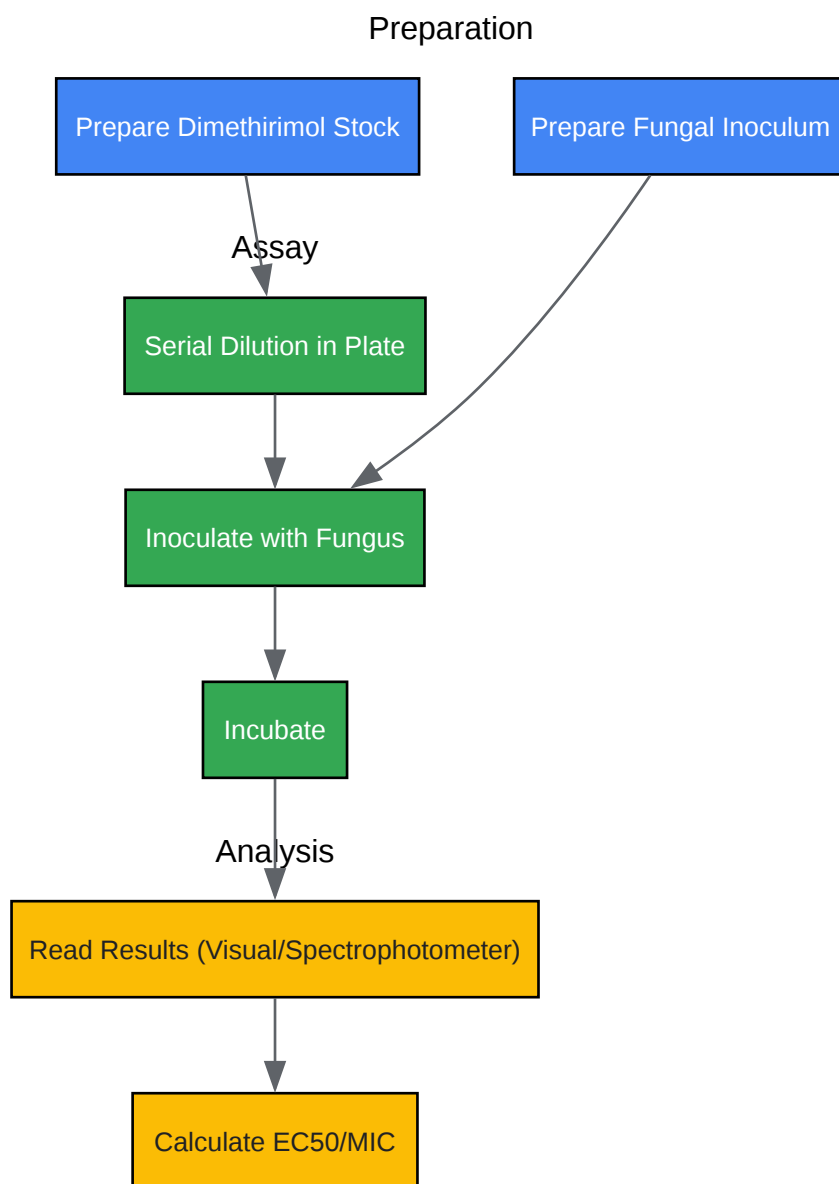 Preparation
Prepare Dimethirimol Stock
Prepare Fungal Inoculum
Assay
Serial Dilution in Plate
Inoculate with Fungus
Incubate
Analysis
Read Results (Visual/Spectrophotometer)
Calculate EC50/MIC